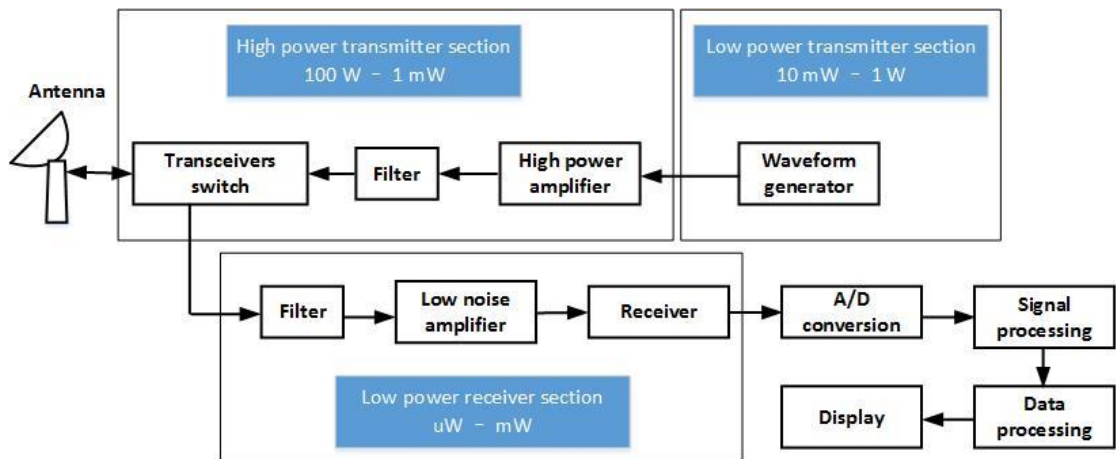 High power transmitter section
100 W – 1 mW
Low power transmitter section
10 mW – 1 W
Antenna
Transceivers
switch
Filter
High power
amplifier
Waveform
generator
Filter
Low noise
amplifier
Receiver
A/D
conversion
Signal
processing
Low power receiver section
uW – mW
Display
Data
processing